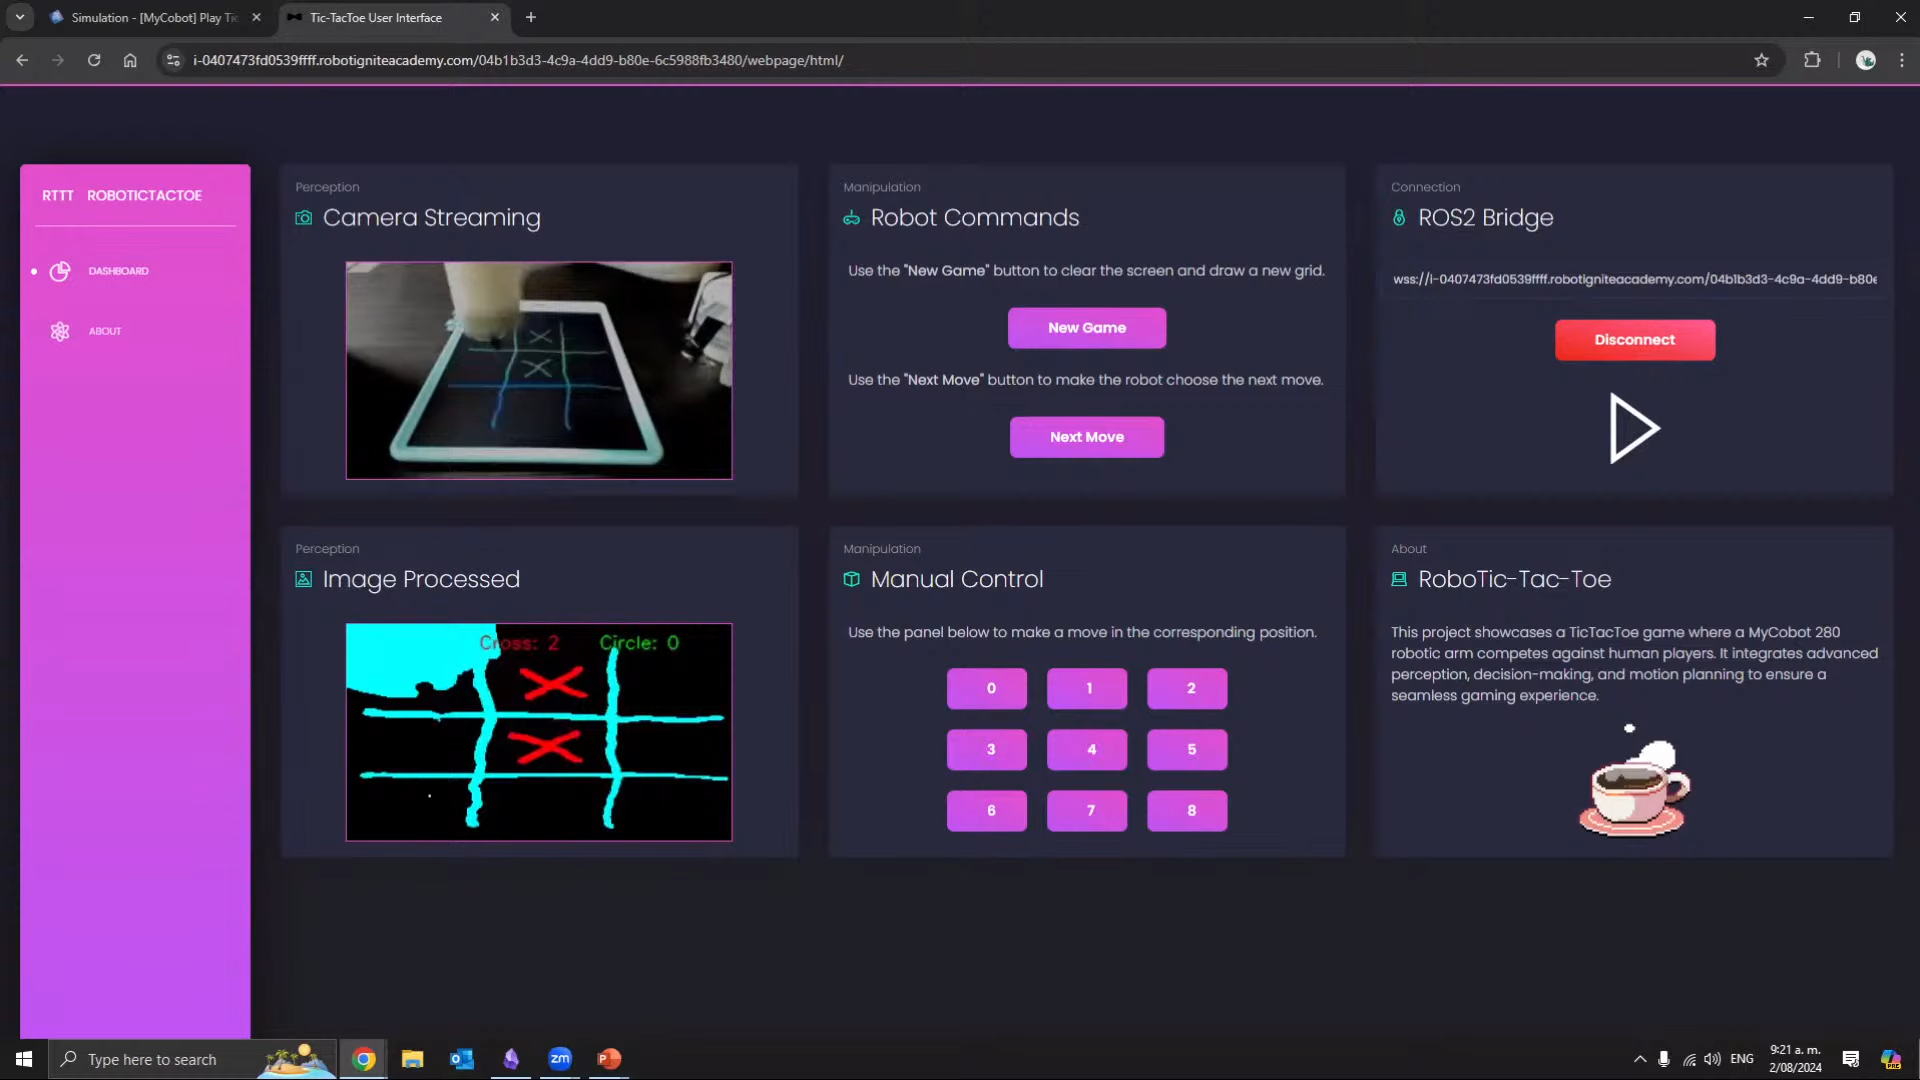 Simulation - [MyCobot] Play Tic
Tic-TacToe User Interface
i-0407473fd0539ffff.robotigniteacademy.com/04b1b3d3-4c9a-4dd9-b80e-6c5988fb3480/webpage/html/
RTTT ROBOTICTACTOE
DASHBOARD
ABOUT
Perception
Camera Streaming
Manipulation
Robot Commands
Use the "New Game" button to clear the screen and draw a new grid.
New Game
Use the "Next Move" button to make the robot choose the next move.
Next Move
Connection
ROS2 Bridge
wss://i-0407473fd0539ffff.robotigniteacademy.com/04b1b3d3-4c9a-4dd9-b80e
Disconnect
Perception
Image Processed
Cross: 2 Circle: 0
Manipulation
Manual Control
Use the panel below to make a move in the corresponding position.
0 1 2
3 4 5
6 7 8
About
RoboTic-Tac-Toe
This project showcases a TicTacToe game where a MyCobot 280
robotic arm competes against human players. It integrates advanced
perception, decision-making, and motion planning to ensure a
seamless gaming experience.
Type here to search
zm
P
ENG
9:21 a. m.
2/08/2024
PRE